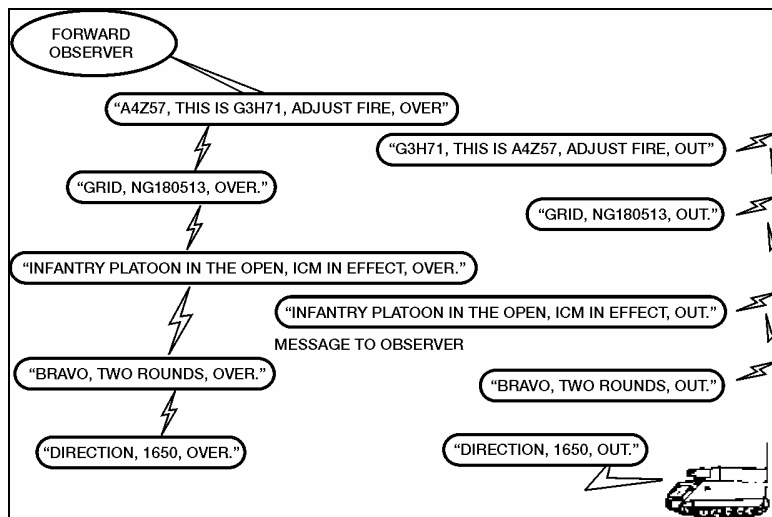 FORWARD
OBSERVER
“A4Z57, THIS IS G3H71, ADJUST FIRE, OVER”
“G3H71, THIS IS A4Z57, ADJUST FIRE, OUT”
“GRID, NG180513, OVER.”
“GRID, NG180513, OUT.”
“INFANTRY PLATOON IN THE OPEN, ICM IN EFFECT, OVER.”
“INFANTRY PLATOON IN THE OPEN, ICM IN EFFECT, OUT.”
MESSAGE TO OBSERVER
“BRAVO, TWO ROUNDS, OVER.”
“BRAVO, TWO ROUNDS, OUT.”
“DIRECTION, 1650, OVER.”
“DIRECTION, 1650, OUT.”